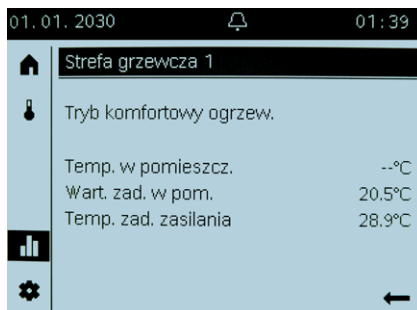 01.01.2030 01:39
Strefa grzewcza 1
Tryb komfortowy ogrzew.
Temp. w pomieszcz. --°C
Wart. zad. w pom. 20.5°C
Temp. zad. zasilania 28.9°C